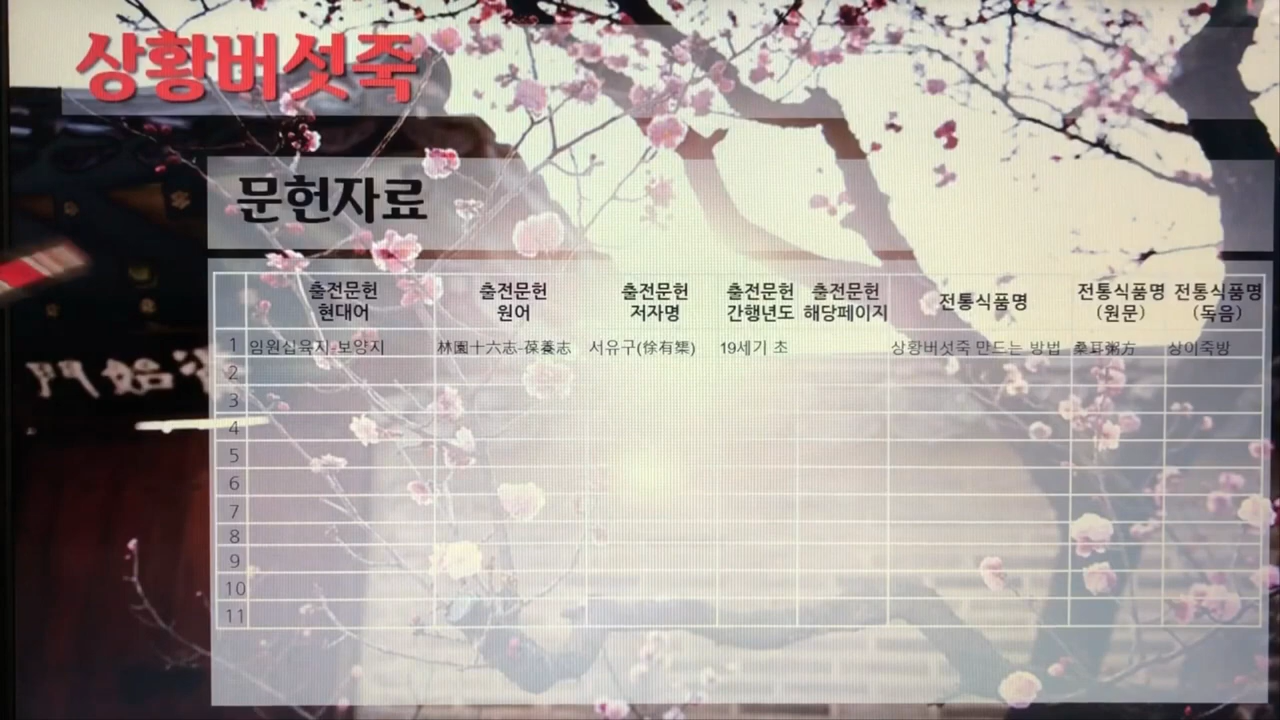 상황버섯죽
문헌자료
출전문헌 현대어
출전문헌 원어
출전문헌 저자명
출전문헌 간행년도
출전문헌 해당페이지
전통식품명
전통식품명 (원문)
전통식품명 (독음)
1 임원십육지-보양지 林園十六志-葆養志 서유구(徐有榘) 19세기 초 상황버섯죽 만드는 방법 桑耳粥方 상이죽방
2
3
4
5
6
7
8
9
10
11
門始